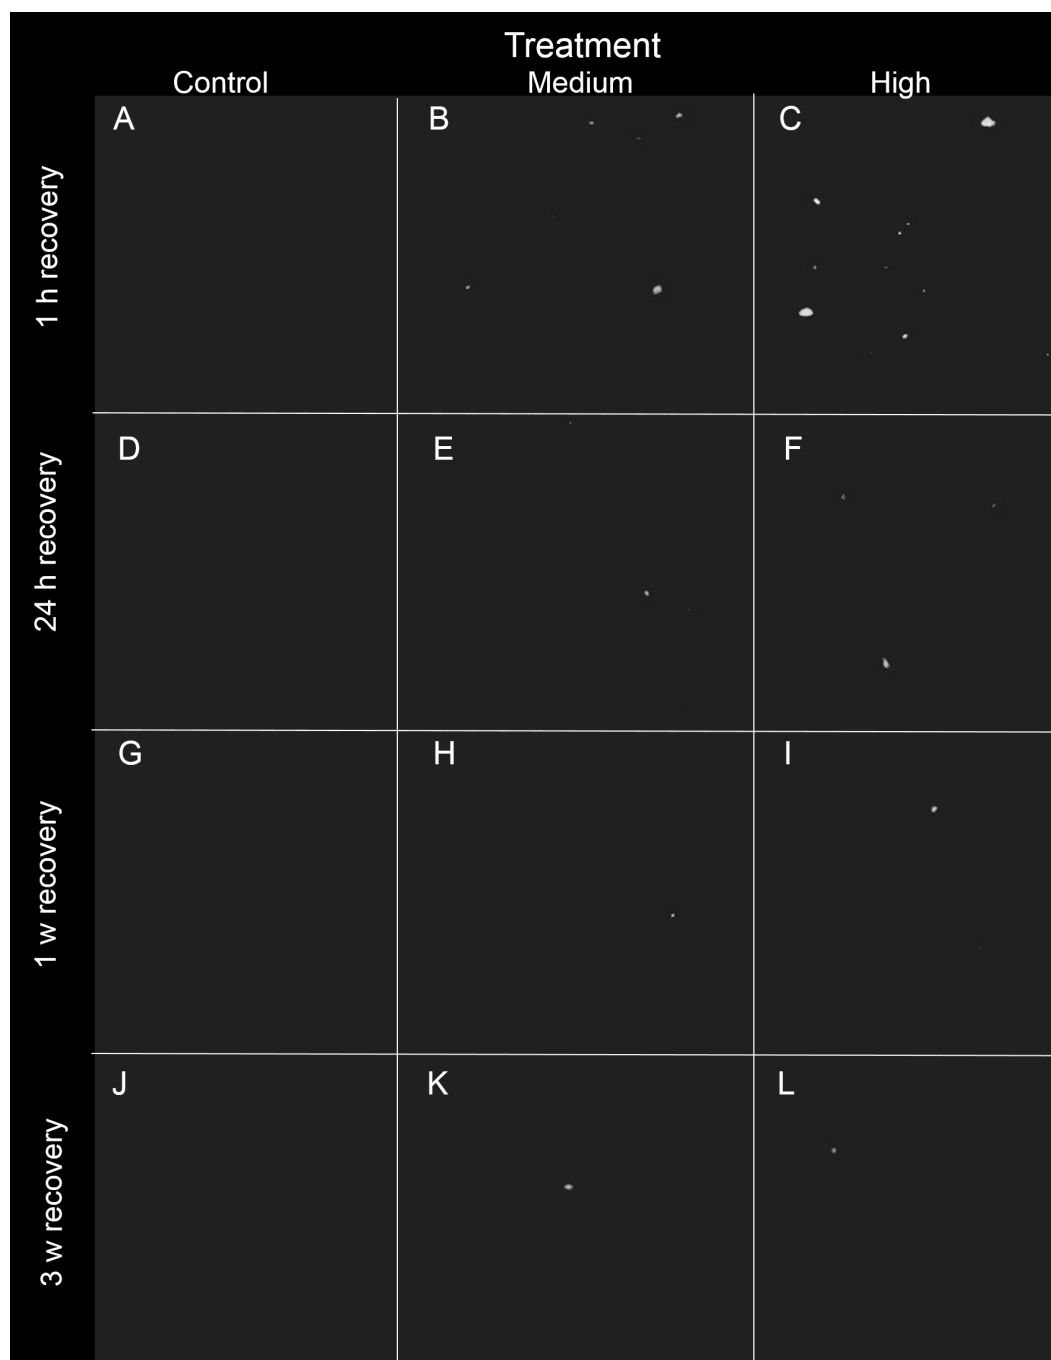 Treatment
Control Medium High
1 h recovery
A B C
24 h recovery
D E F
1 w recovery
G H I
3 w recovery
J K L